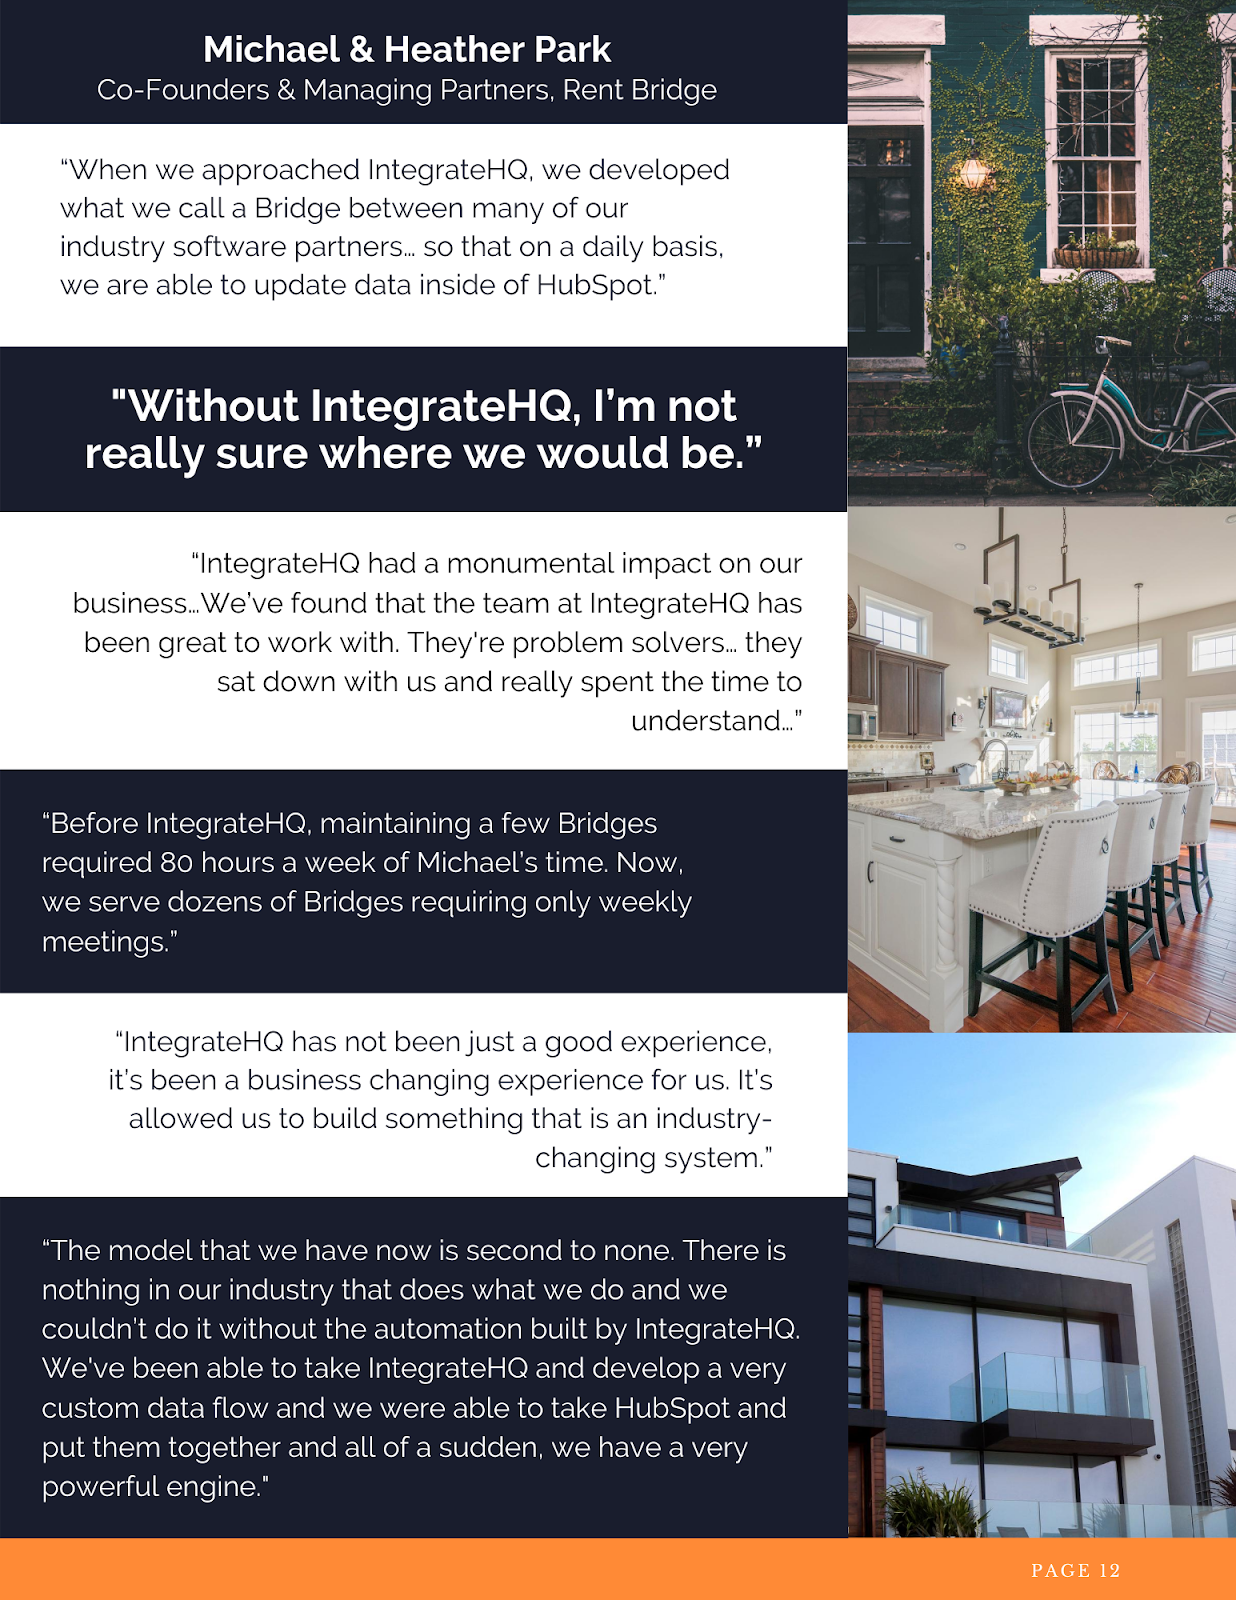 Michael & Heather Park
Co-Founders & Managing Partners, Rent Bridge
“When we approached IntegrateHQ, we developed
what we call a Bridge between many of our
industry software partners... so that on a daily basis,
we are able to update data inside of HubSpot.”
"Without IntegrateHQ, I’m not
really sure where we would be.”
“IntegrateHQ had a monumental impact on our
business...We’ve found that the team at IntegrateHQ has
been great to work with. They're problem solvers... they
sat down with us and really spent the time to
understand...”
“Before IntegrateHQ, maintaining a few Bridges
required 80 hours a week of Michael’s time. Now,
we serve dozens of Bridges requiring only weekly
meetings.”
“IntegrateHQ has not been just a good experience,
it’s been a business changing experience for us. It’s
allowed us to build something that is an industry-
changing system.”
“The model that we have now is second to none. There is
nothing in our industry that does what we do and we
couldn’t do it without the automation built by IntegrateHQ.
We've been able to take IntegrateHQ and develop a very
custom data flow and we were able to take HubSpot and
put them together and all of a sudden, we have a very
powerful engine."
PAGE 12